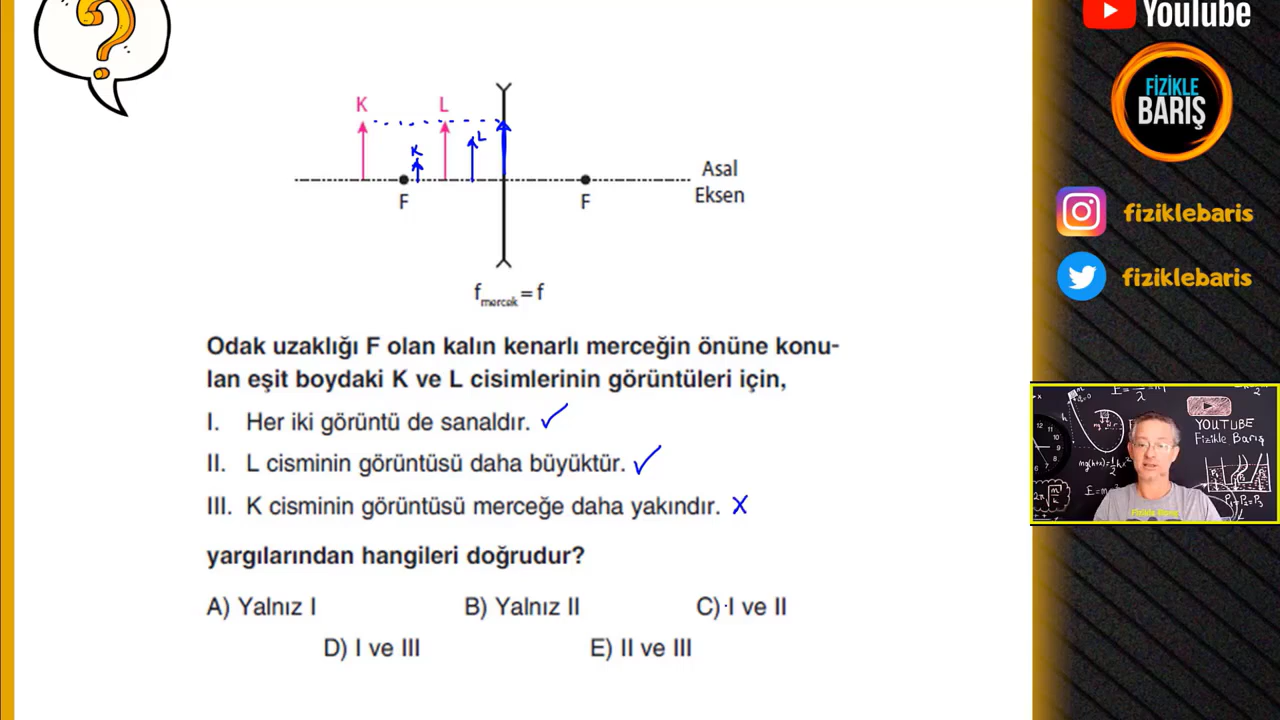 YouTube
FİZİKLE
BARIŞ
fiziklebaris
fiziklebaris
K L
K L
Asal
Eksen
F F
f mercek = f
Odak uzaklığı F olan kalın kenarlı merceğin önüne konu-
lan eşit boydaki K ve L cisimlerinin görüntüleri için,
I. Her iki görüntü de sanaldır. ✓
II. L cisminin görüntüsü daha büyüktür. ✓
III. K cisminin görüntüsü merceğe daha yakındır. X
yargılarından hangileri doğrudur?
A) Yalnız I B) Yalnız II C) I ve II
D) I ve III E) II ve III
YOUTUBE
Fizikle Barış